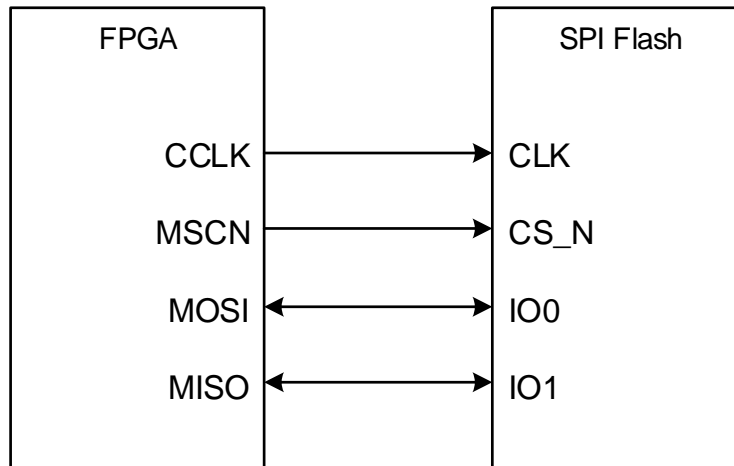 FPGA
SPI Flash
CCLK
CLK
MSCN
CS_N
MOSI
IO0
MISO
IO1